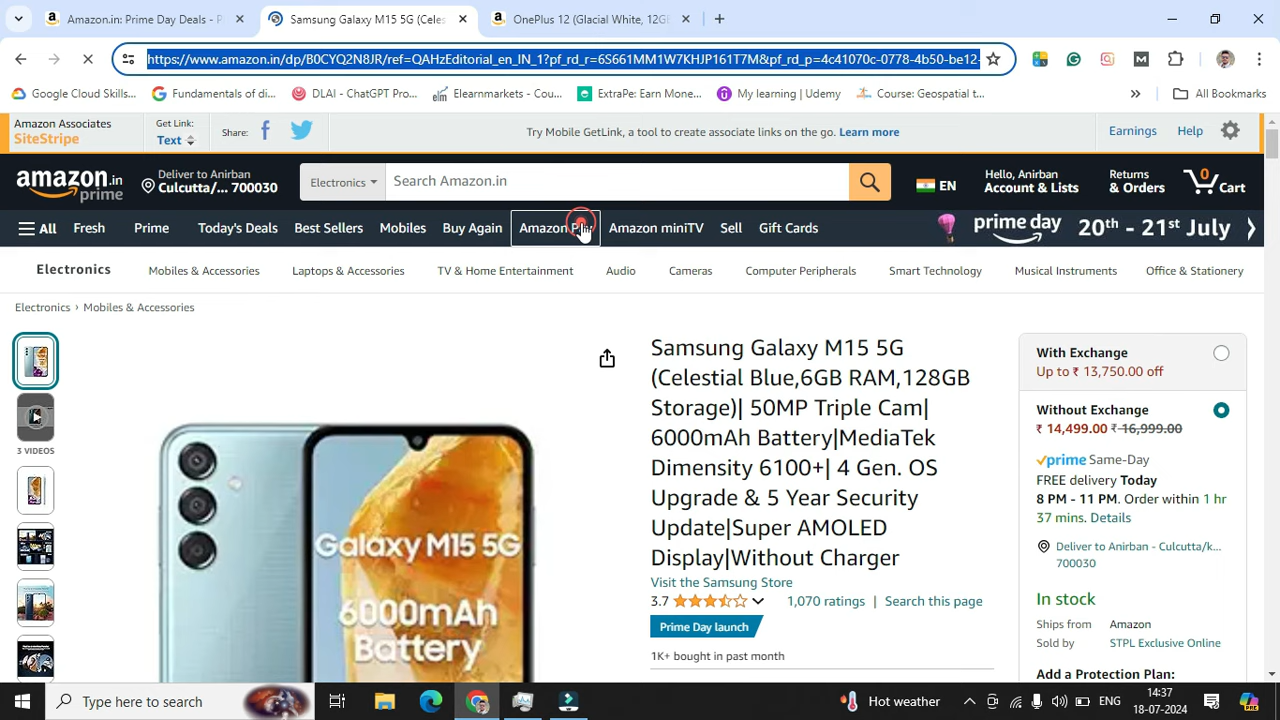 Amazon.in: Prime Day Deals - P
Samsung Galaxy M15 5G (Celes
OnePlus 12 (Glacial White, 12G
https://www.amazon.in/dp/B0CYQ2N8JR/ref=QAHzEditorial_en_IN_1?pf_rd_r=6S661MM1W7KHJP161T7M&pf_rd_p=4c41070c-0778-4b50-be12-
Google Cloud Skills...
Fundamentals of di...
DLAI - ChatGPT Pro...
Elearnmarkets - Cou...
ExtraPe: Earn Mone...
My learning | Udemy
Course: Geospatial t...
All Bookmarks
Amazon Associates
SiteStripe
Get Link:
Text
Share:
Try Mobile GetLink, a tool to create associate links on the go. Learn more
Earnings
Help
amazon.in
prime
Deliver to Anirban
Culcutta/... 700030
Electronics
Search Amazon.in
EN
Hello, Anirban
Account & Lists
Returns
& Orders
0
Cart
All
Fresh
Prime
Today's Deals
Best Sellers
Mobiles
Buy Again
Amazon
Amazon miniTV
Sell
Gift Cards
prime day
20th - 21st July
Electronics
Mobiles & Accessories
Laptops & Accessories
TV & Home Entertainment
Audio
Cameras
Computer Peripherals
Smart Technology
Musical Instruments
Office & Stationery
Electronics › Mobiles & Accessories
3 VIDEOS
Galaxy M15 5G
6000mAh
Battery
Samsung Galaxy M15 5G
(Celestial Blue,6GB RAM,128GB
Storage)| 50MP Triple Cam|
6000mAh Battery|MediaTek
Dimensity 6100+| 4 Gen. OS
Upgrade & 5 Year Security
Update|Super AMOLED
Display|Without Charger
Visit the Samsung Store
3.7
1,070 ratings | Search this page
Prime Day launch
1K+ bought in past month
With Exchange
Up to ₹ 13,750.00 off
Without Exchange
₹ 14,499.00 ₹ 16,999.00
prime Same-Day
FREE delivery Today
8 PM - 11 PM. Order within 1 hr
37 mins. Details
Deliver to Anirban - Culcutta/k...
700030
In stock
Ships from Amazon
Sold by STPL Exclusive Online
Add a Protection Plan:
Type here to search
Hot weather
ENG
14:37
18-07-2024